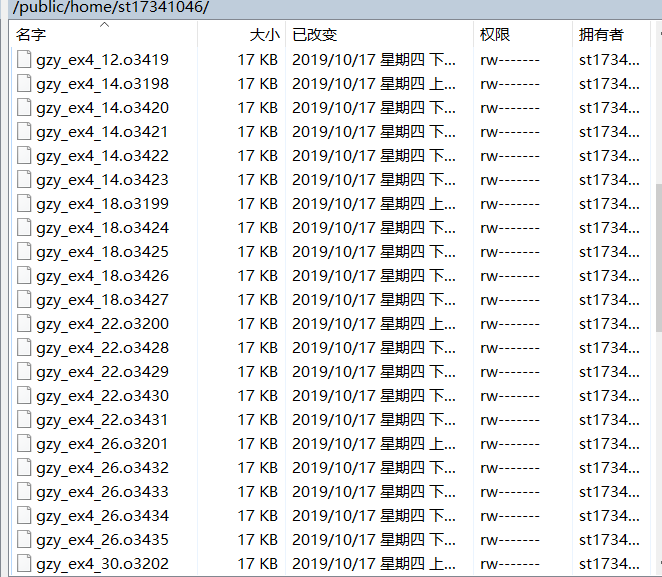 /public/home/st17341046/
名字 大小 已改变 权限 拥有者
gzy_ex4_12.o3419 17 KB 2019/10/17 星期四 下... rw------- st1734...
gzy_ex4_14.o3198 17 KB 2019/10/17 星期四 上... rw------- st1734...
gzy_ex4_14.o3420 17 KB 2019/10/17 星期四 下... rw------- st1734...
gzy_ex4_14.o3421 17 KB 2019/10/17 星期四 下... rw------- st1734...
gzy_ex4_14.o3422 17 KB 2019/10/17 星期四 下... rw------- st1734...
gzy_ex4_14.o3423 17 KB 2019/10/17 星期四 下... rw------- st1734...
gzy_ex4_18.o3199 17 KB 2019/10/17 星期四 上... rw------- st1734...
gzy_ex4_18.o3424 17 KB 2019/10/17 星期四 下... rw------- st1734...
gzy_ex4_18.o3425 17 KB 2019/10/17 星期四 下... rw------- st1734...
gzy_ex4_18.o3426 17 KB 2019/10/17 星期四 下... rw------- st1734...
gzy_ex4_18.o3427 17 KB 2019/10/17 星期四 下... rw------- st1734...
gzy_ex4_22.o3200 17 KB 2019/10/17 星期四 上... rw------- st1734...
gzy_ex4_22.o3428 17 KB 2019/10/17 星期四 下... rw------- st1734...
gzy_ex4_22.o3429 17 KB 2019/10/17 星期四 下... rw------- st1734...
gzy_ex4_22.o3430 17 KB 2019/10/17 星期四 下... rw------- st1734...
gzy_ex4_22.o3431 17 KB 2019/10/17 星期四 下... rw------- st1734...
gzy_ex4_26.o3201 17 KB 2019/10/17 星期四 上... rw------- st1734...
gzy_ex4_26.o3432 17 KB 2019/10/17 星期四 下... rw------- st1734...
gzy_ex4_26.o3433 17 KB 2019/10/17 星期四 下... rw------- st1734...
gzy_ex4_26.o3434 17 KB 2019/10/17 星期四 下... rw------- st1734...
gzy_ex4_26.o3435 17 KB 2019/10/17 星期四 下... rw------- st1734...
gzy_ex4_30.o3202 17 KB 2019/10/17 星期四 上... rw------- st1734...